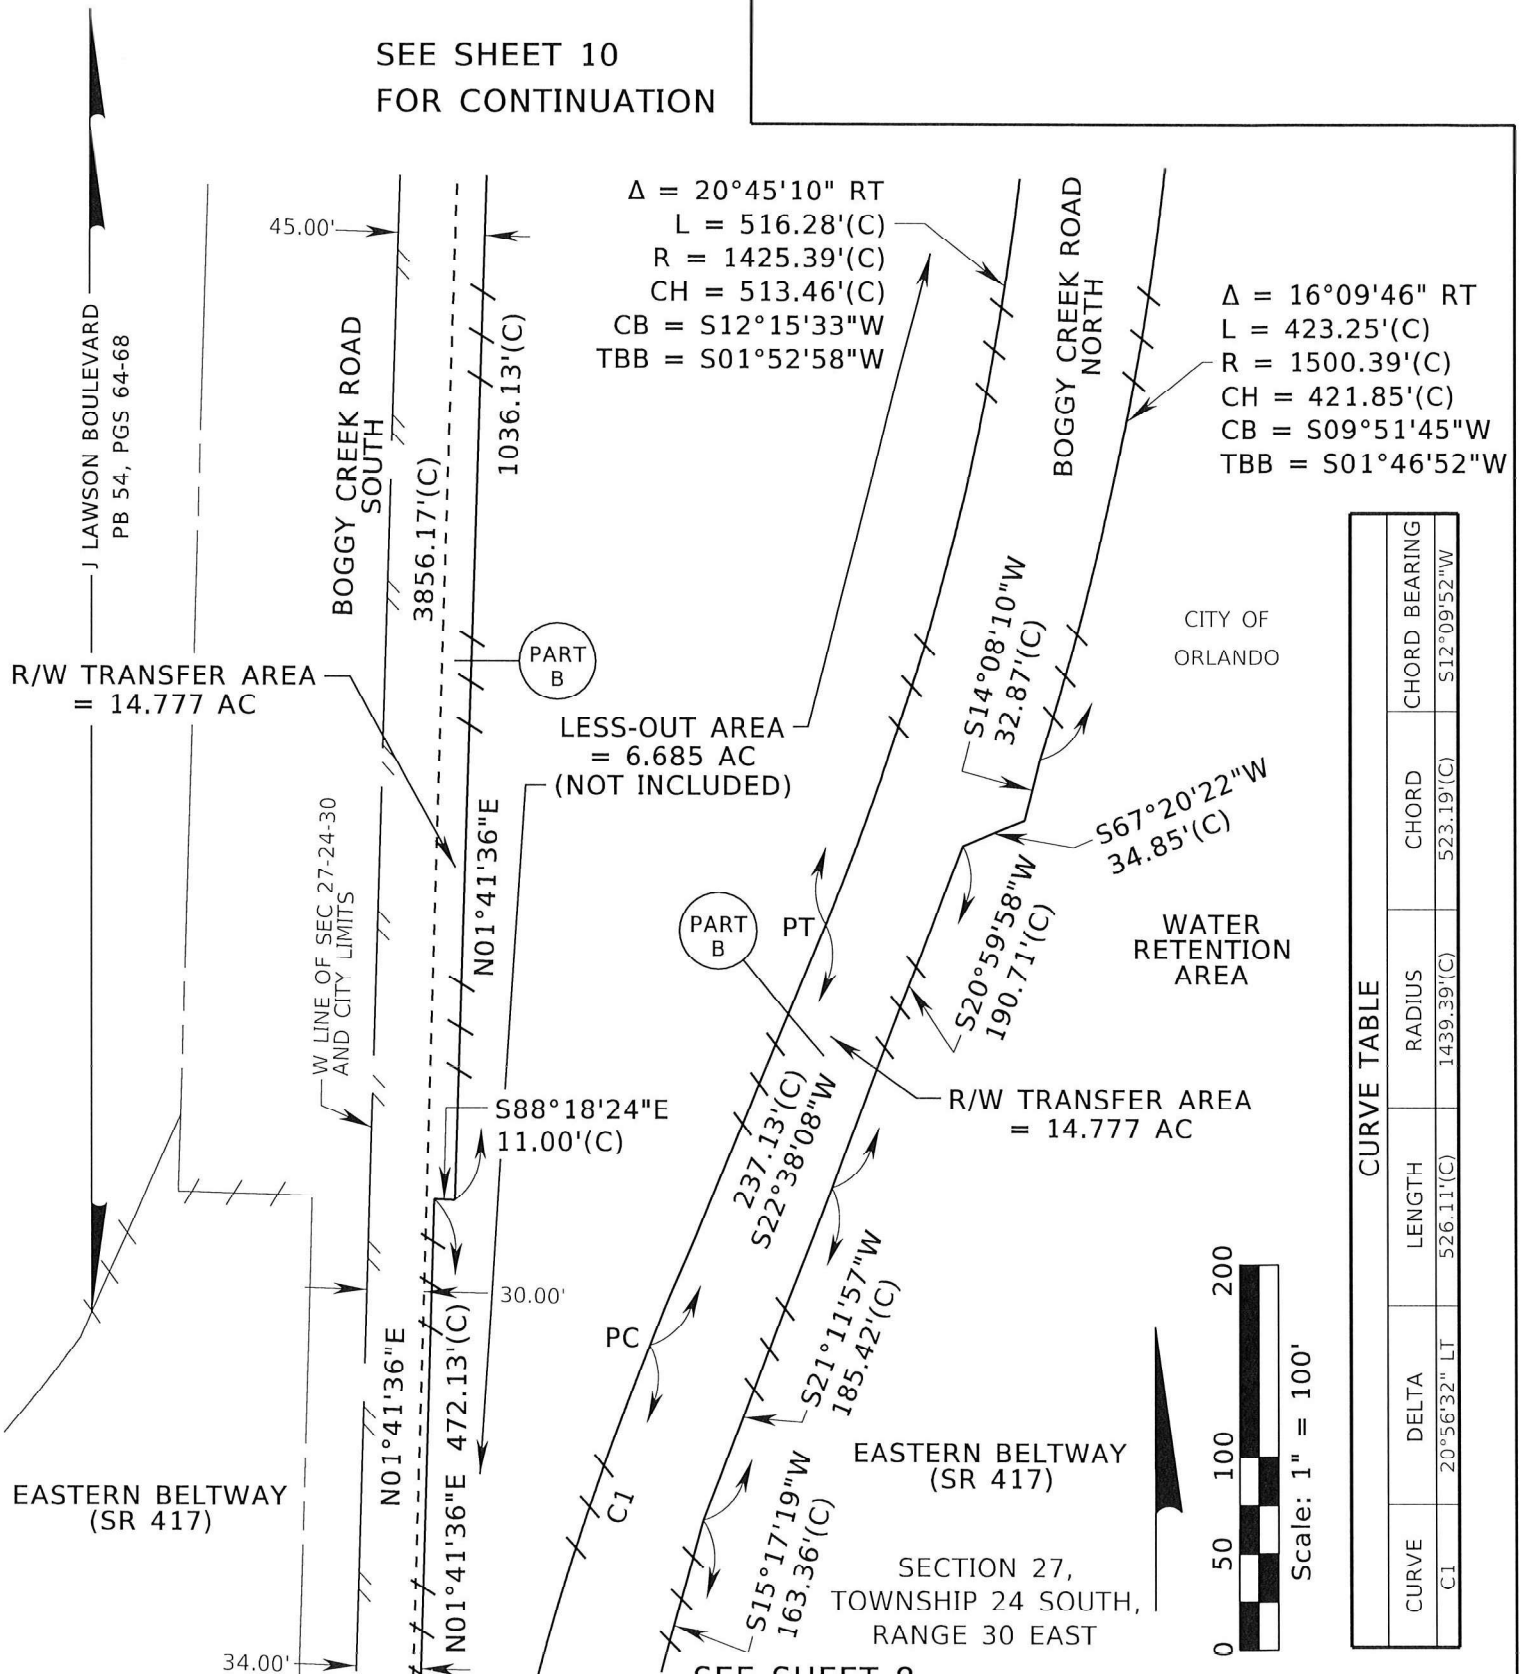 SEE SHEET 10
FOR CONTINUATION
45.00'
Δ = 20°45'10" RT
L = 516.28'(C)
R = 1425.39'(C)
CH = 513.46'(C)
CB = S12°15'33"W
TBB = S01°52'58"W
BOGGY CREEK ROAD
NORTH
Δ = 16°09'46" RT
L = 423.25'(C)
R = 1500.39'(C)
CH = 421.85'(C)
CB = S09°51'45"W
TBB = S01°46'52"W
J LAWSON BOULEVARD
PB 54, PGS 64-68
BOGGY CREEK ROAD
SOUTH
3856.17'(C)
1036.13'(C)
PART
B
R/W TRANSFER AREA
= 14.777 AC
LESS-OUT AREA
= 6.685 AC
(NOT INCLUDED)
S14°08'10"W
32.87'(C)
CITY OF
ORLANDO
S67°20'22"W
34.85'(C)
W LINE OF SEC 27-24-30
AND CITY LIMITS
N01°41'36"E
PART
B
PT
S20°59'58"W
190.71'(C)
WATER
RETENTION
AREA
S88°18'24"E
11.00'(C)
237.13'(C)
S22°38'08"W
R/W TRANSFER AREA
= 14.777 AC
30.00'
PC
S21°11'57"W
185.42'(C)
N01°41'36"E
N01°41'36"E 472.13'(C)
C1
EASTERN BELTWAY
(SR 417)
EASTERN BELTWAY
(SR 417)
S15°17'19"W
163.36'(C)
SECTION 27,
TOWNSHIP 24 SOUTH,
RANGE 30 EAST
34.00'
0 50 100 200
Scale: 1" = 100'
CURVE TABLE
CURVE DELTA LENGTH RADIUS CHORD CHORD BEARING
C1 20°56'32" LT 526.11'(C) 1439.39'(C) 523.19'(C) S12°09'52"W
SEE SHEET